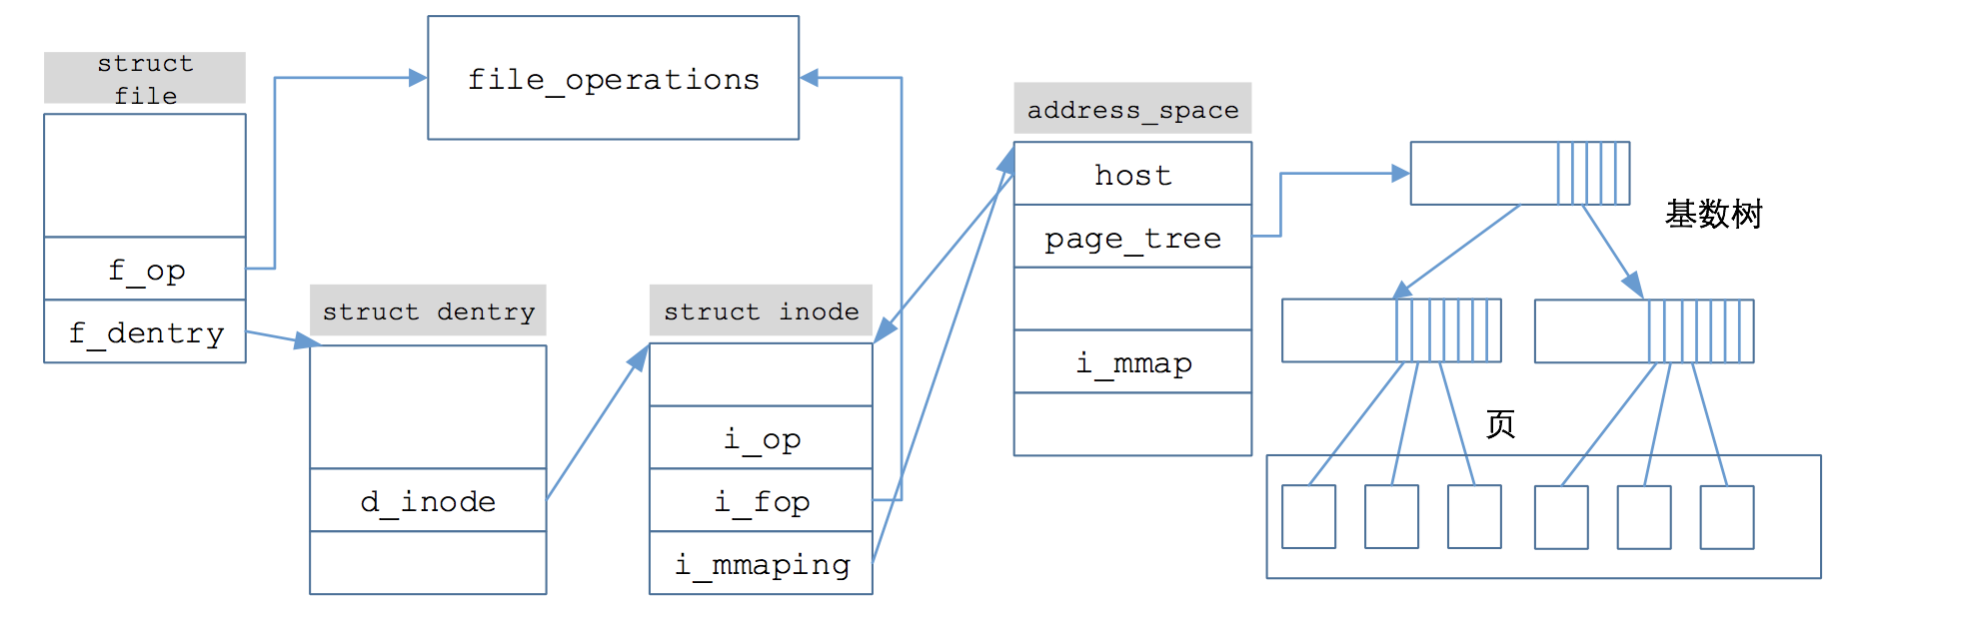 struct
file
f_op
f_dentry
file_operations
struct dentry
d_inode
struct inode
i_op
i_fop
i_mmaping
address_space
host
page_tree
i_mmap
基数树
页